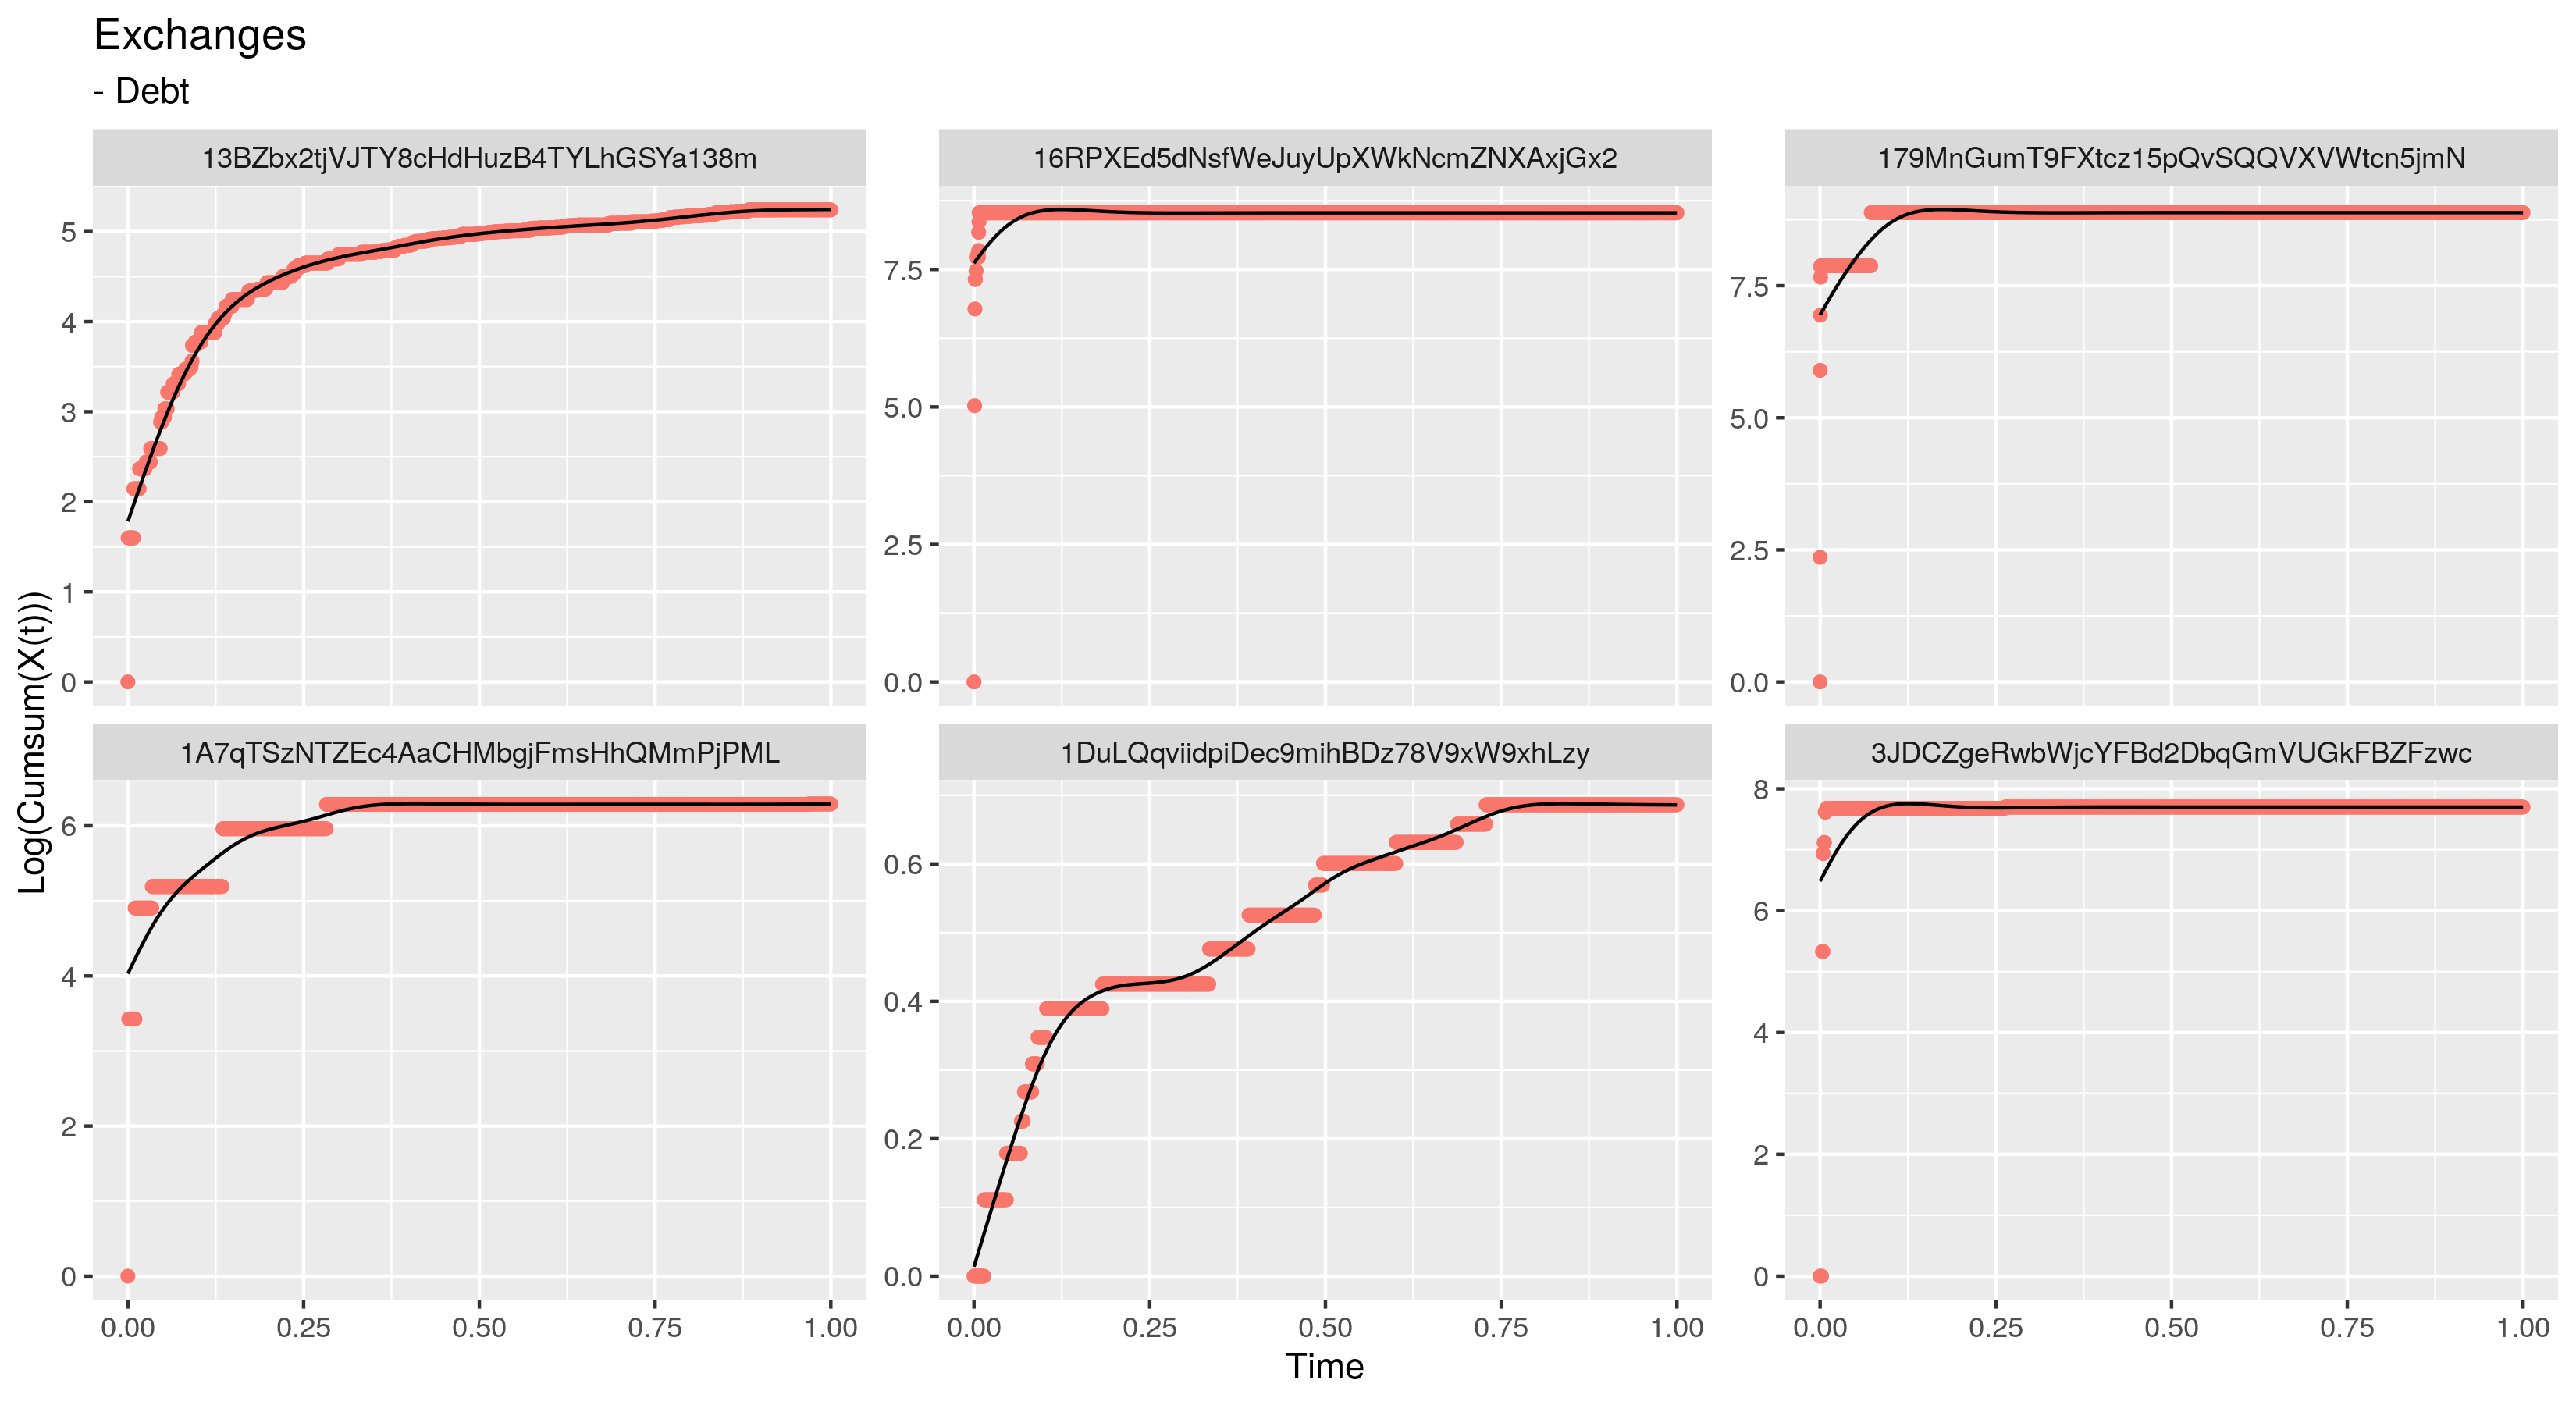 Exchanges
- Debt
13BZbx2tjVJTY8cHdHuzB4TYLhGSYa138m
16RPXEd5dNsfWeJuyUpXWkNcmZNXAxjGx2
179MnGumT9FXtcz15pQvSQQVXVWtcn5jmN
5
4
3
2
1
0
7.5
5.0
2.5
0.0
7.5
5.0
2.5
0.0
Log(Cumsum(X(t)))
1A7qTSzNTZEc4AaCHMbgjFmsHhQMmPjPML
1DuLQqviidpiDec9mihBDz78V9xW9xhLzy
3JDCZgeRwbWjcYFBd2DbqGmVUGkFBZFzwc
6
4
2
0
0.6
0.4
0.2
0.0
8
6
4
2
0
0.00 0.25 0.50 0.75 1.00
0.00 0.25 0.50 0.75 1.00
0.00 0.25 0.50 0.75 1.00
Time